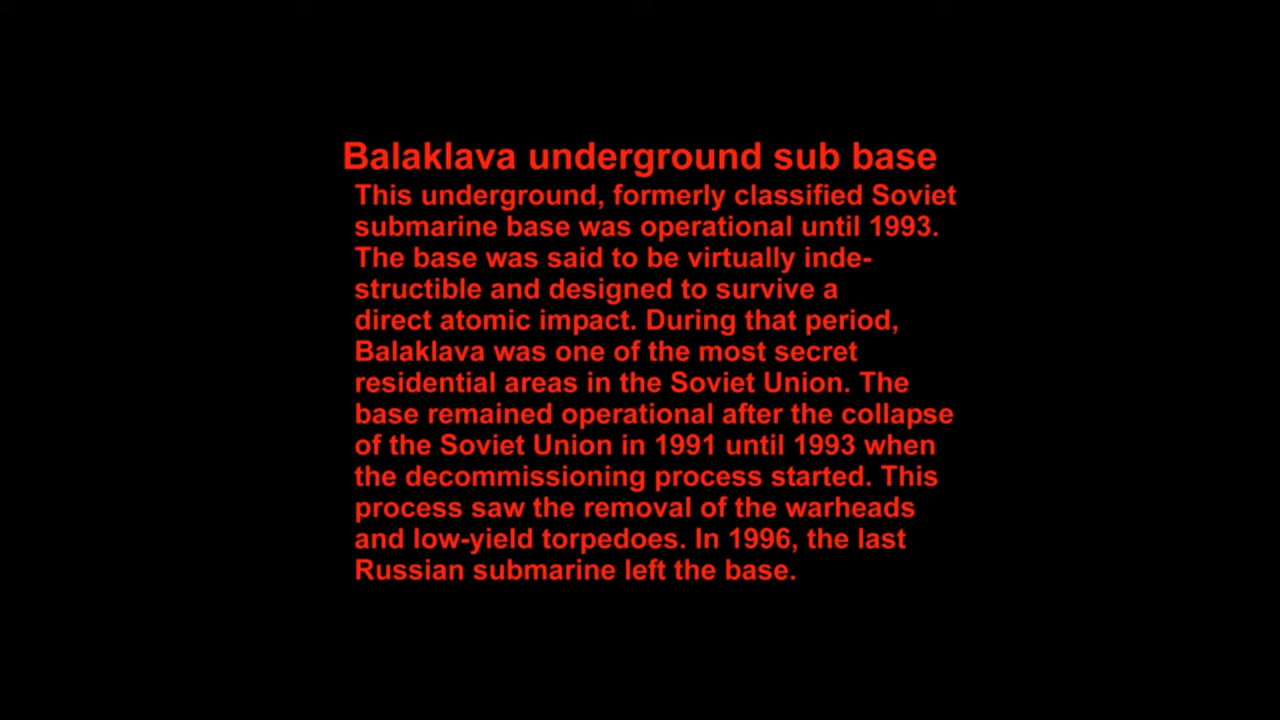 Balaklava underground sub base
This underground, formerly classified Soviet
submarine base was operational until 1993.
The base was said to be virtually inde-
structible and designed to survive a
direct atomic impact. During that period,
Balaklava was one of the most secret
residential areas in the Soviet Union. The
base remained operational after the collapse
of the Soviet Union in 1991 until 1993 when
the decommissioning process started. This
process saw the removal of the warheads
and low-yield torpedoes. In 1996, the last
Russian submarine left the base.